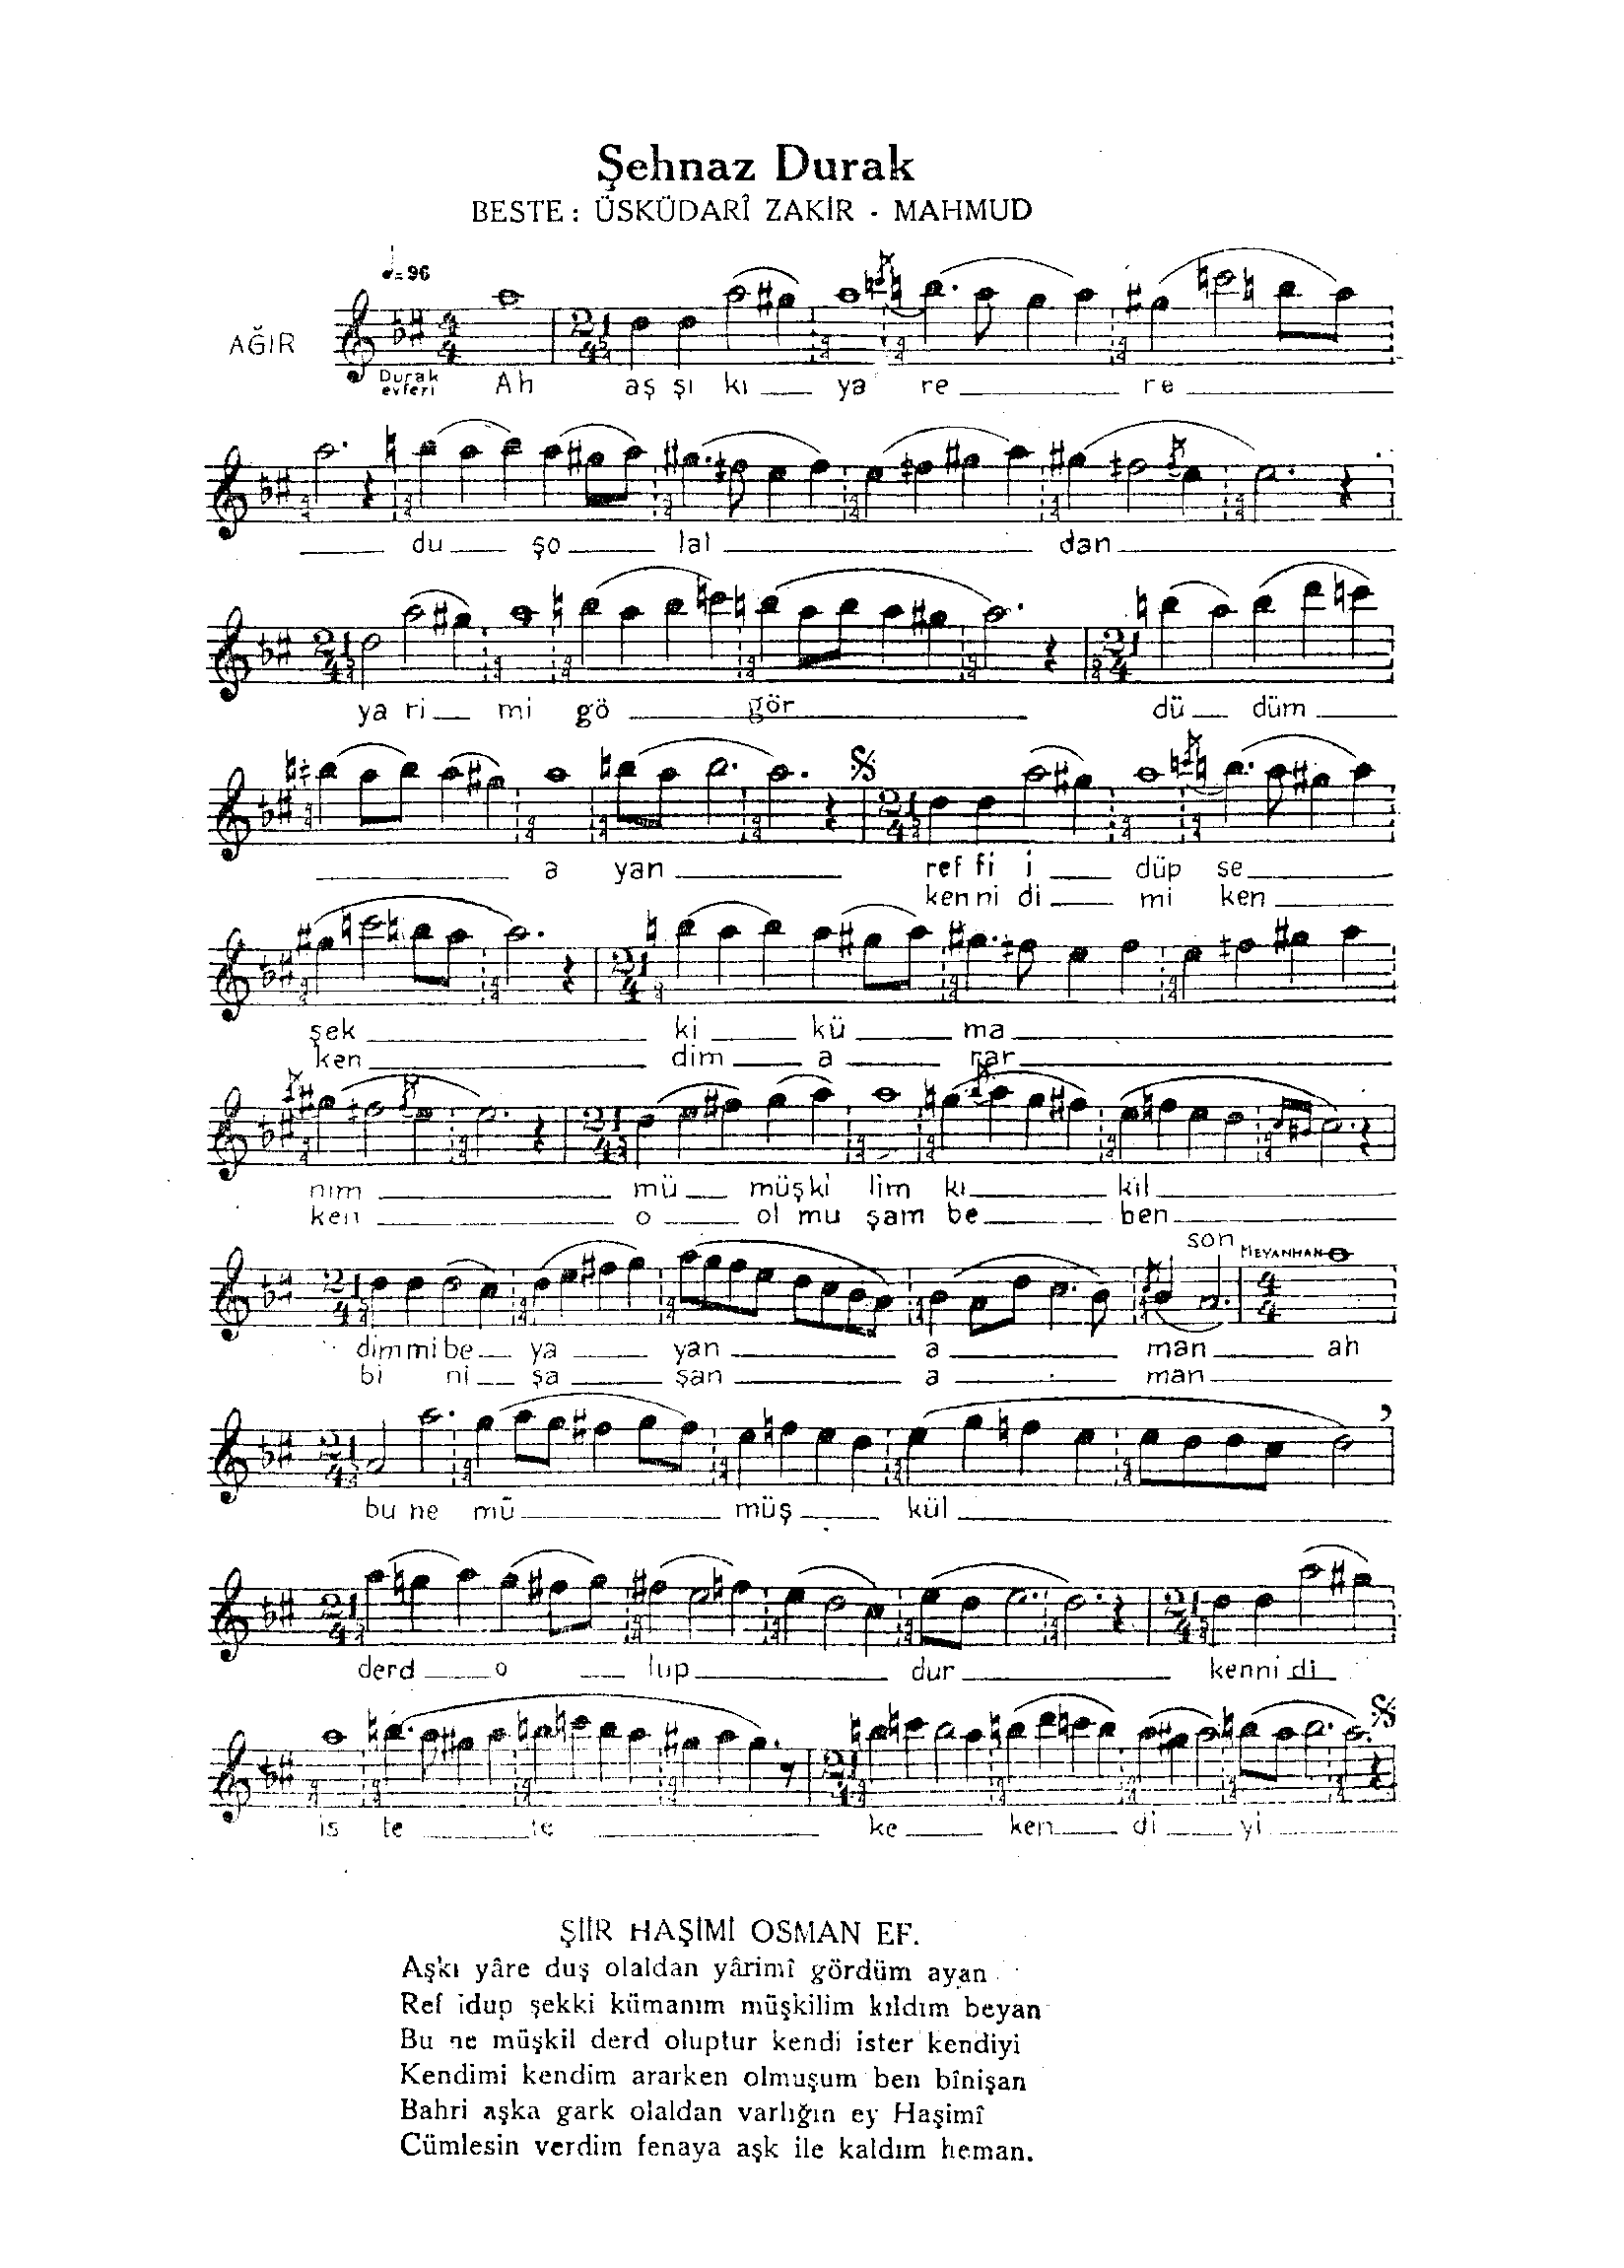 Şehnaz Durak
BESTE : ÜSKÜDARÎ ZAKİR - MAHMUD
♩=96
AĞIR
Durak evferi
Ah aş şı kı ya re re
du şo lal dan
ya ri mi gö gör dü düm
a yan ref fi i düp se
ken ni di mi ken
şek ki kü ma
ken dim a rar
nım mü müşki lim kı kıl
ken o ol mu şam be ben
son MEYANHANE
dim mi be ya yan a man ah
bi ni şa şan a man
bu ne mü müş kül
derd o lup dur kenni di
is te te ke ken di yi
ŞİİR HAŞİMİ OSMAN EF.
Aşkı yâre duş olaldan yârimî gördüm ayan
Ref idup şekki kümanım müşkilim kıldım beyan
Bu ne müşkil derd oluptur kendi ister kendiyi
Kendimi kendim ararken olmuşum ben bînişan
Bahri aşka gark olaldan varlığın ey Haşimî
Cümlesin verdim fenaya aşk ile kaldım heman.